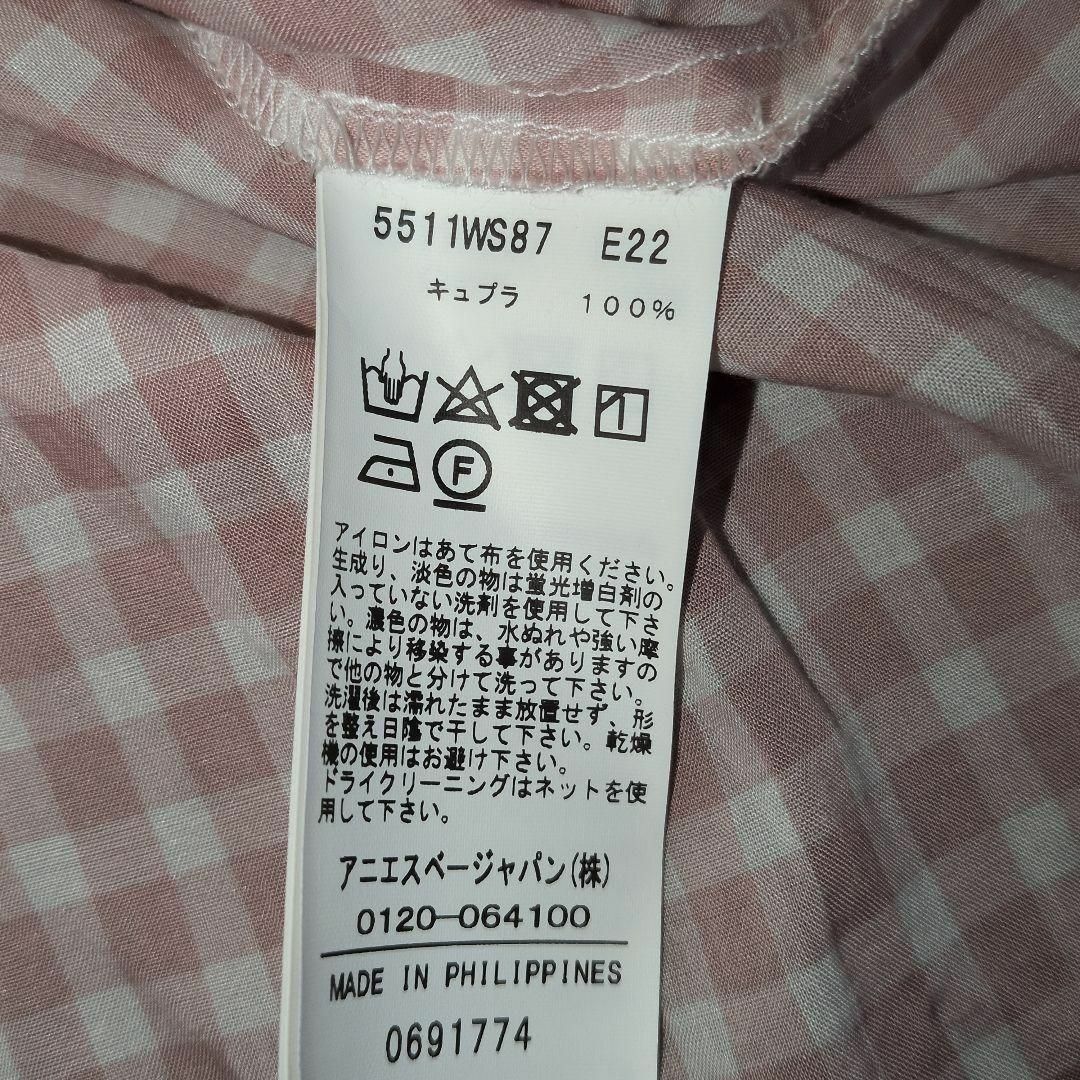 5511WS87 E22
キュプラ 100%
F
アイロンはあて布を使用ください。
生成り、淡色の物は蛍光増白剤の
入っていない洗剤を使用して下さ
い。濃色の物は、水ぬれや強い摩
擦により移染する事がありますの
で他の物と分けて洗って下さい。
洗濯後は濡れたまま放置せず、形
を整え日陰で干して下さい。乾燥
機の使用はお避け下さい。
ドライクリーニングはネットを使
用して下さい。
アニエスベージャパン(株)
0120-064100
MADE IN PHILIPPINES
0691774